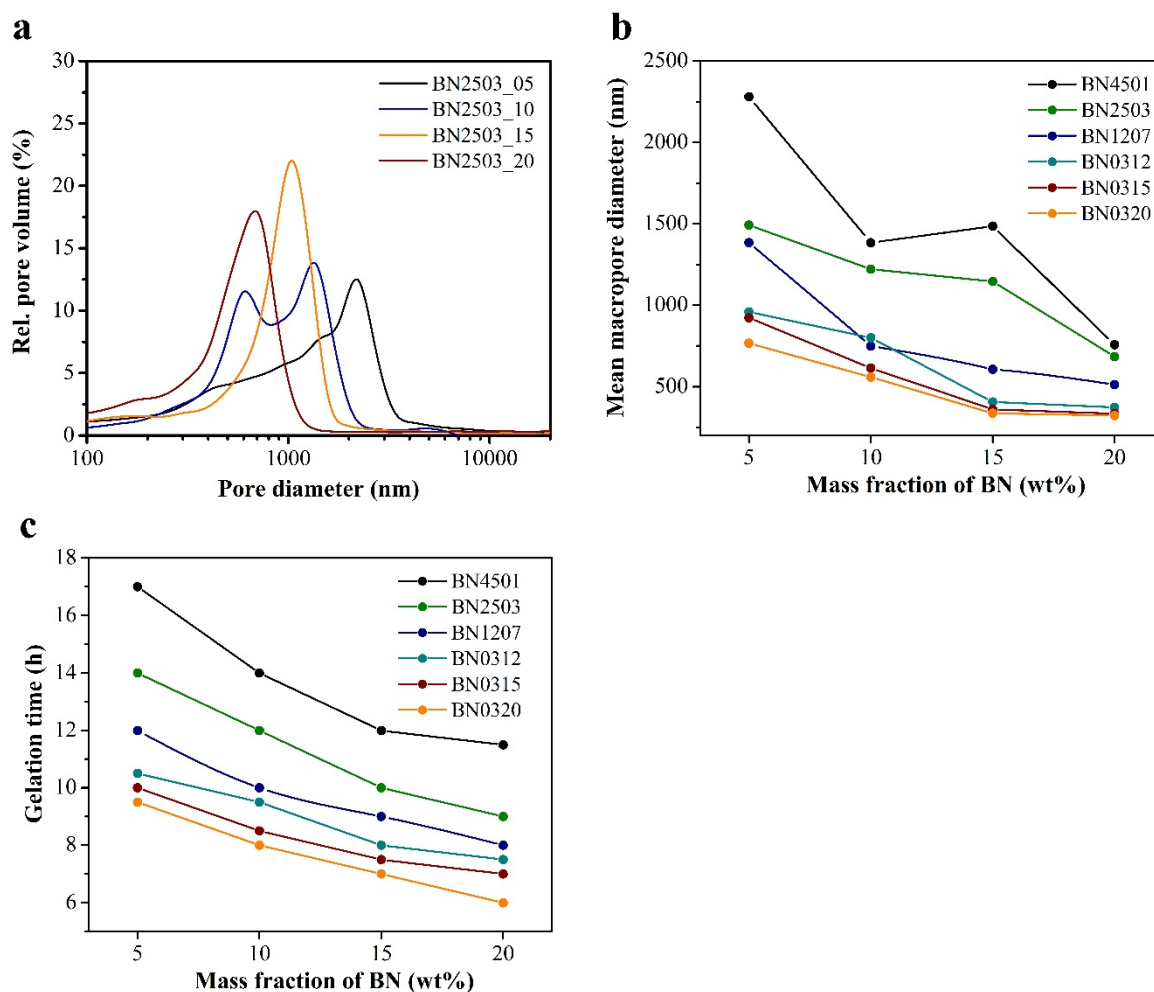 a
30
25
20
15
10
5
0
Rel. pore volume (%)
BN2503_05
BN2503_10
BN2503_15
BN2503_20
100 1000 10000
Pore diameter (nm)
b
2500
2000
1500
1000
500
Mean macropore diameter (nm)
BN4501
BN2503
BN1207
BN0312
BN0315
BN0320
5 10 15 20
Mass fraction of BN (wt%)
c
18
16
14
12
10
8
6
Gelation time (h)
BN4501
BN2503
BN1207
BN0312
BN0315
BN0320
5 10 15 20
Mass fraction of BN (wt%)